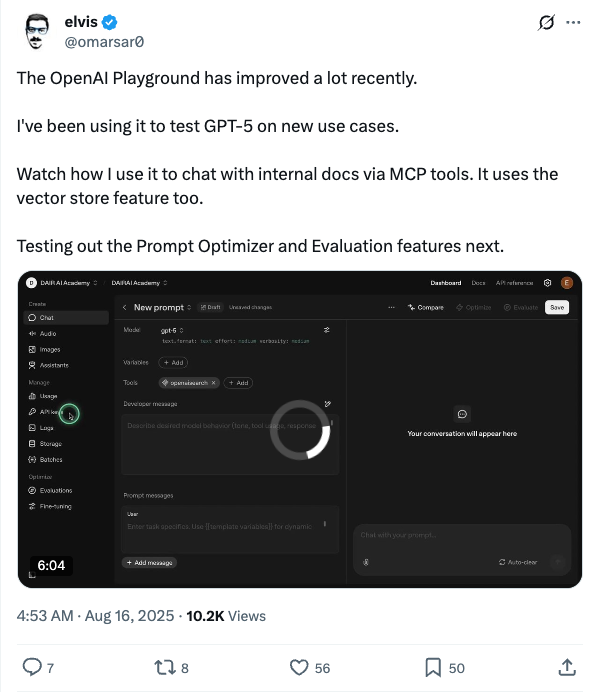 elvis
@omarsar0
The OpenAI Playground has improved a lot recently.
I've been using it to test GPT-5 on new use cases.
Watch how I use it to chat with internal docs via MCP tools. It uses the
vector store feature too.
Testing out the Prompt Optimizer and Evaluation features next.
D DAIR AI Academy DAIRAI Academy Dashboard Docs API reference E
Create
Chat
Audio
Images
Assistants
Manage
Usage
API keys
Logs
Storage
Batches
Optimize
Evaluations
Fine-tuning
New prompt Draft Unsaved changes ... Compare Optimize Evaluate Save
Model gpt-5
text.format: text effort: medium verbosity: medium
Variables + Add
Tools openaisearch × + Add
Developer message
Describe desired model behavior (tone, tool usage, response
Prompt messages
User
Enter task specifics. Use {{template variables}} for dynamic
+ Add message
Your conversation will appear here
Chat with your prompt...
Auto-clear
6:04
4:53 AM · Aug 16, 2025 · 10.2K Views
7 8 56 50